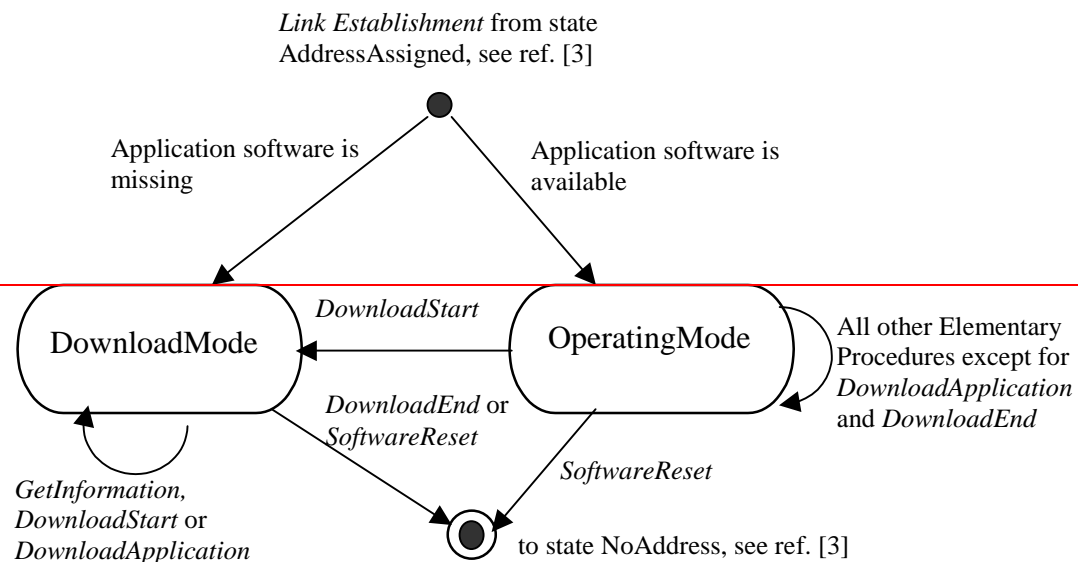 Link Establishment from state
AddressAssigned, see ref. [3]
Application software is
missing
Application software is
available
DownloadStart
DownloadMode
OperatingMode
All other Elementary
Procedures except for
DownloadApplication
and DownloadEnd
DownloadEnd or
SoftwareReset
SoftwareReset
GetInformation,
DownloadStart or
DownloadApplication
to state NoAddress, see ref. [3]